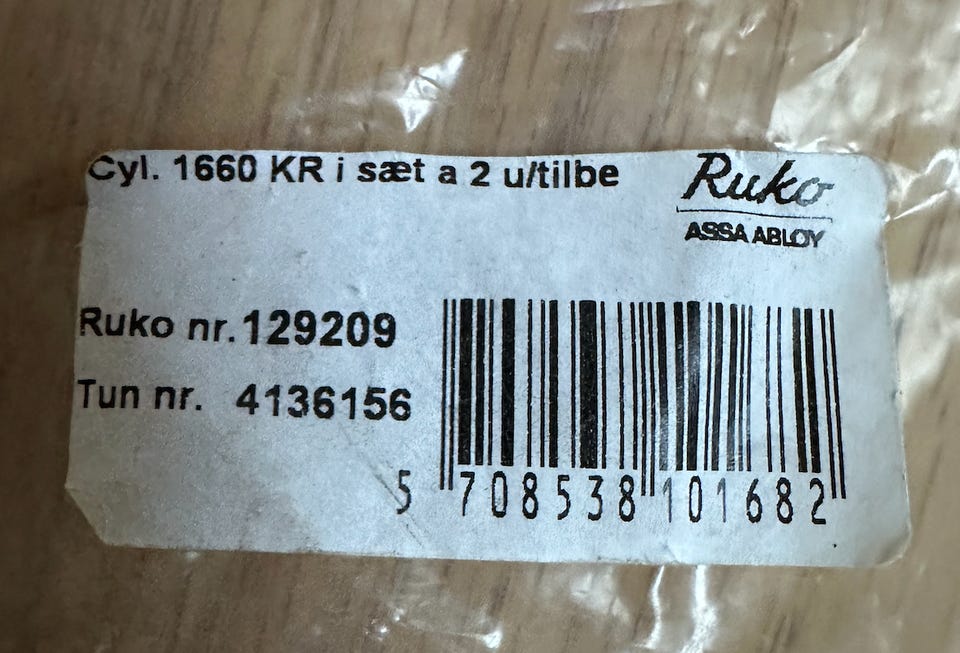 Cyl. 1660 KR i sæt a 2 u/tilbe
Ruko
ASSA ABLOY
Ruko nr. 129209
Tun nr. 4136156
5 708538 101682